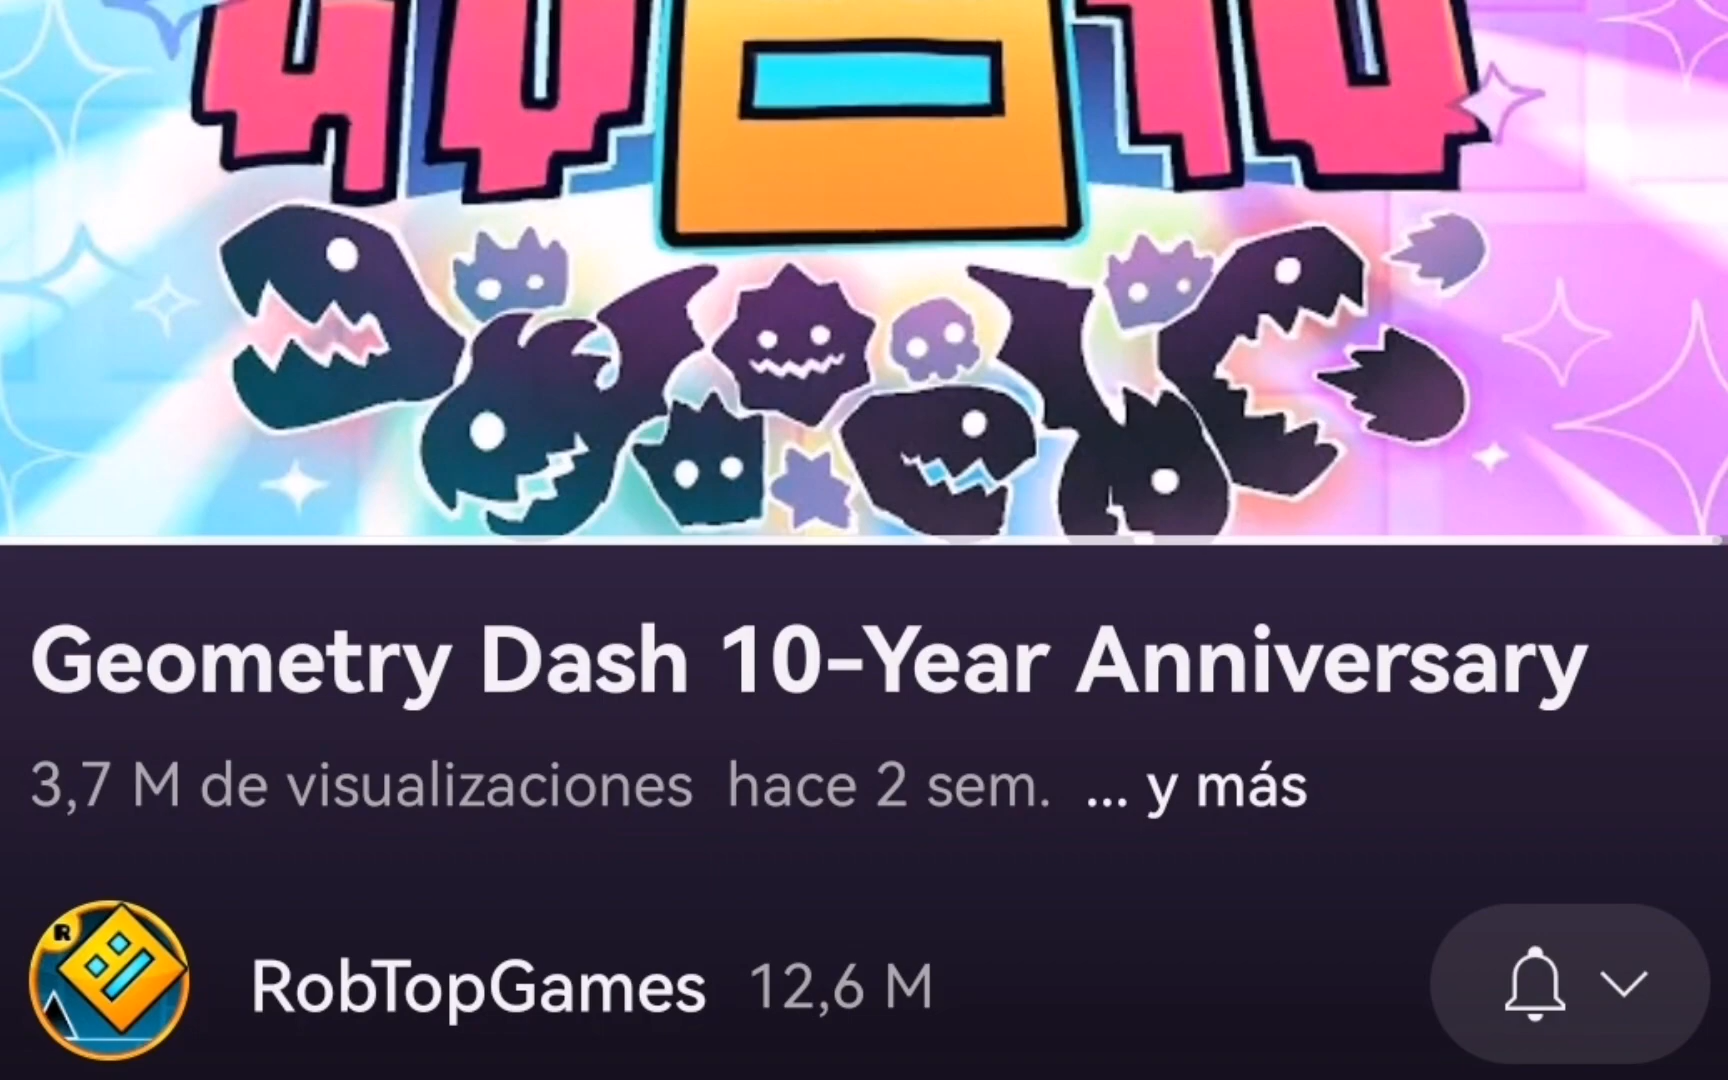 Geometry Dash 10-Year Anniversary
3,7 M de visualizaciones hace 2 sem. ... y más
R
RobTopGames 12,6 M